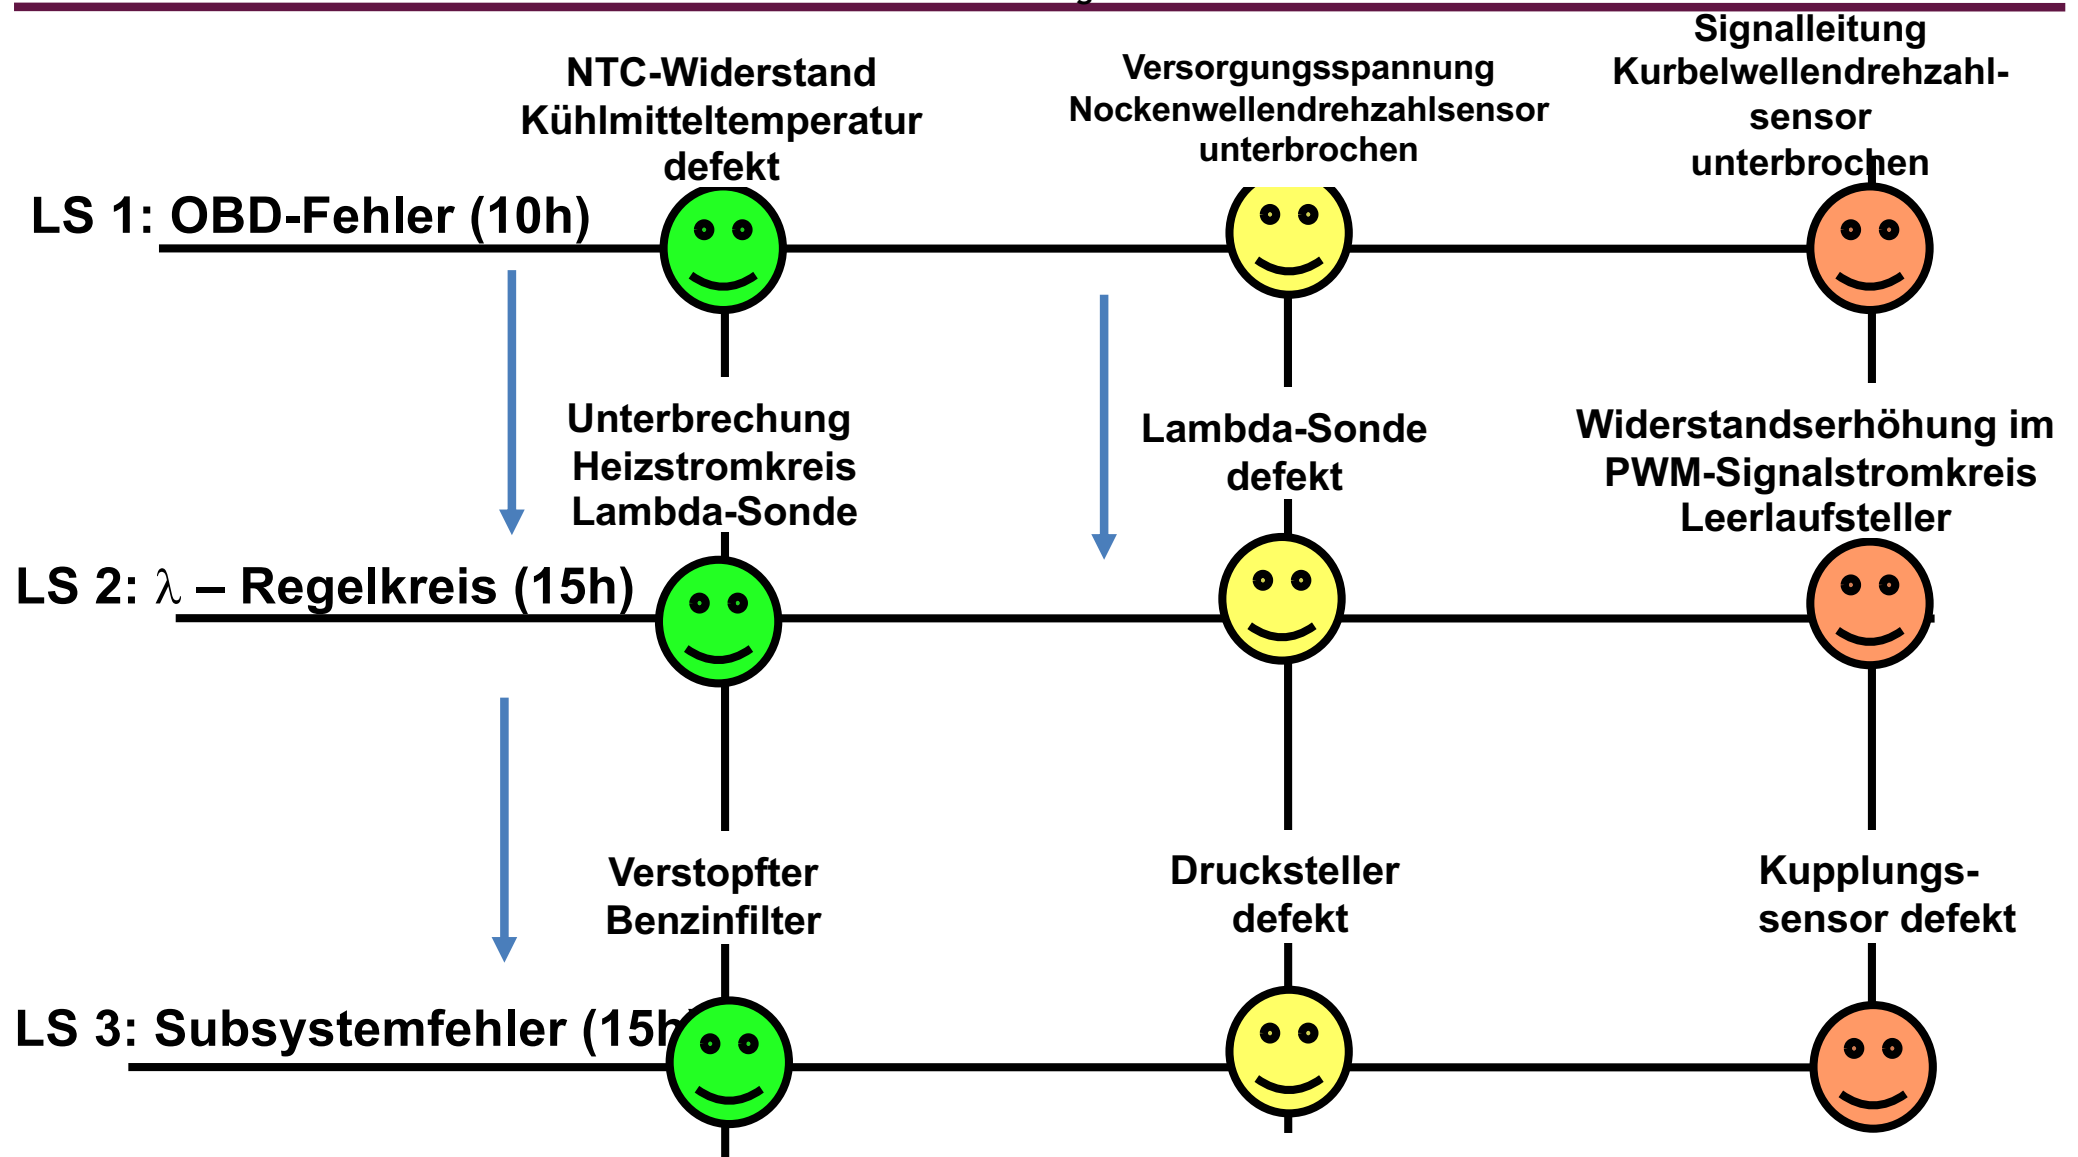 NTC-Widerstand
Kühlmitteltemperatur
defekt
Versorgungsspannung
Nockenwellendrehzahlsensor
unterbrochen
Signalleitung
Kurbelwellendrehzahl-
sensor
unterbrochen
LS 1: OBD-Fehler (10h)
Unterbrechung
Heizstromkreis
Lambda-Sonde
Lambda-Sonde
defekt
Widerstandserhöhung im
PWM-Signalstromkreis
Leerlaufsteller
LS 2: λ – Regelkreis (15h)
Verstopfter
Benzinfilter
Drucksteller
defekt
Kupplungs-
sensor defekt
LS 3: Subsystemfehler (15h)